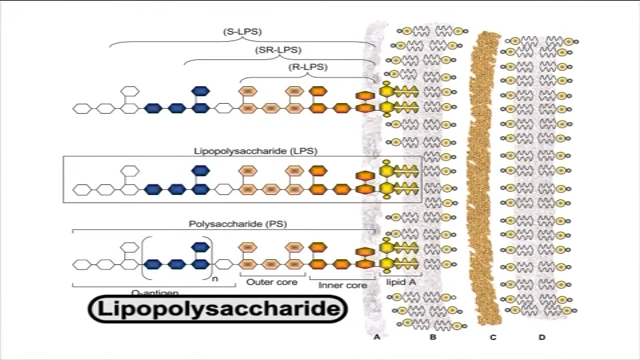 (S-LPS)
(SR-LPS)
(R-LPS)
Lipopolysaccharide (LPS)
Polysaccharide (PS)
n
Outer core
Inner core
lipid A
O-antigen
Lipopolysaccharide
A B C D